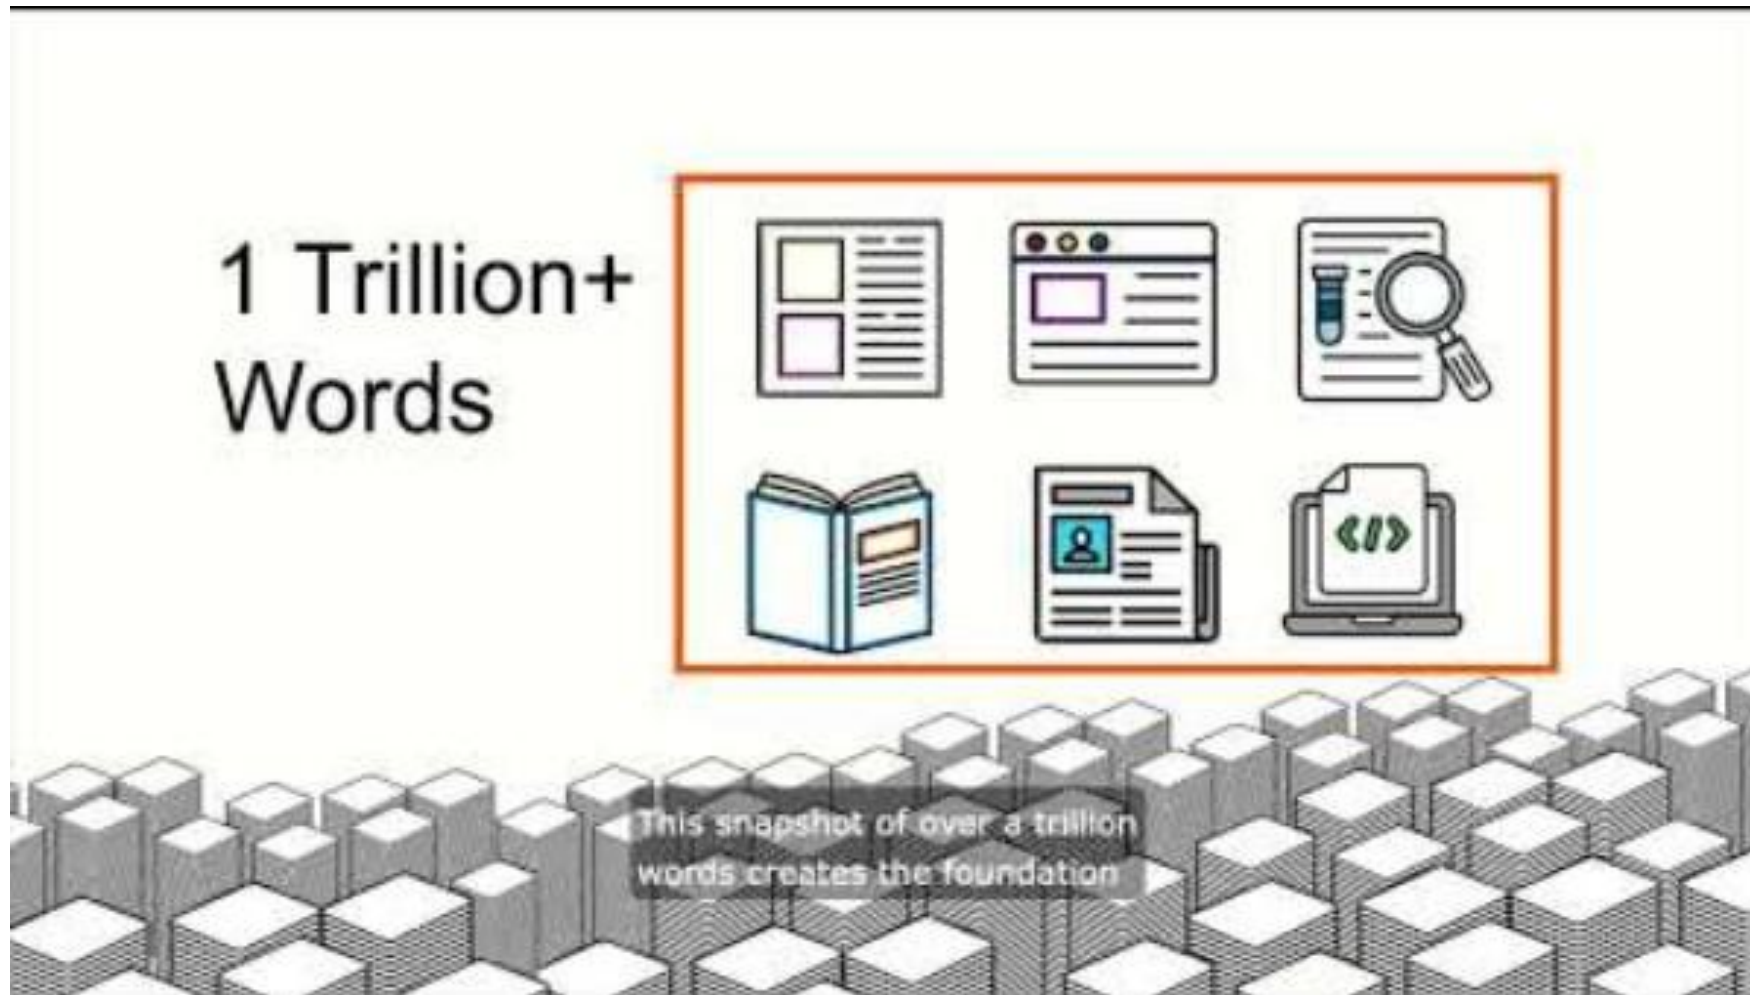 1 Trillion+
Words
</>
This snapshot of over a trillion
words creates the foundation